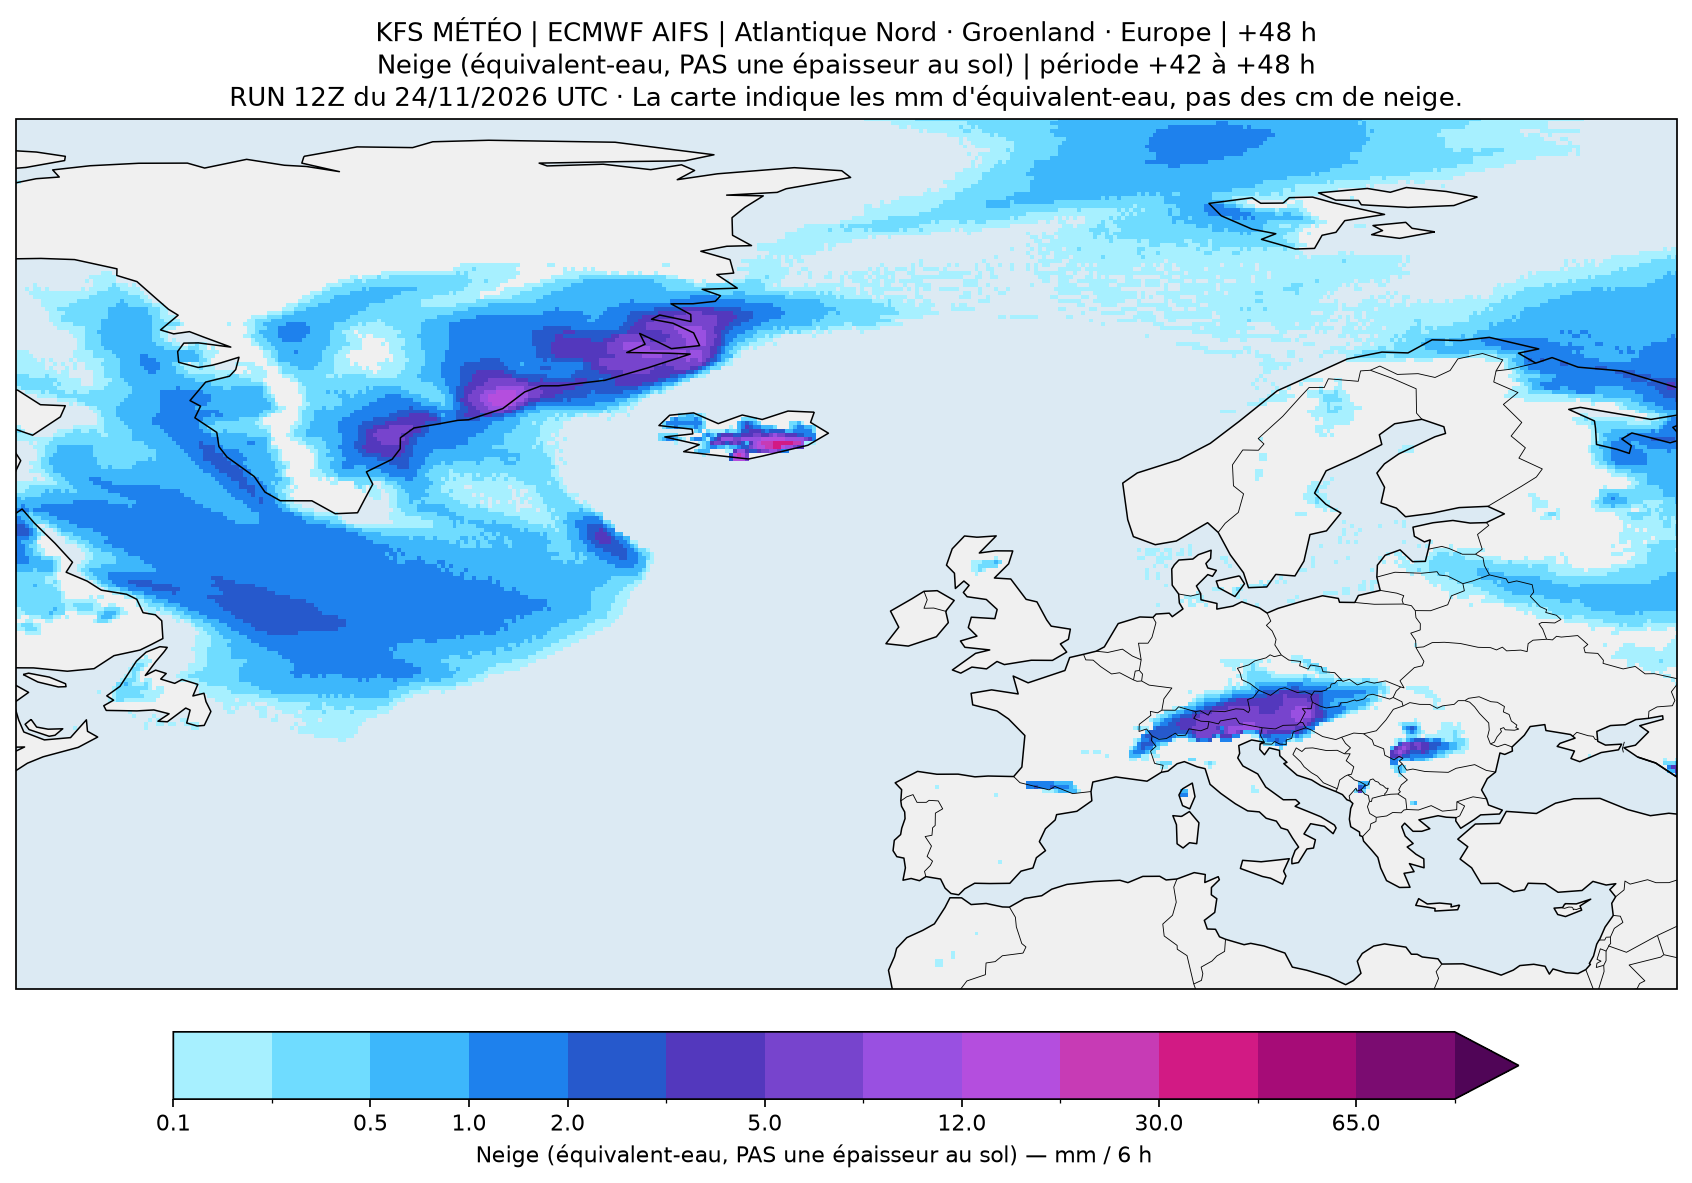 KFS MÉTÉO | ECMWF AIFS | Atlantique Nord · Groenland · Europe | +48 h
Neige (équivalent-eau, PAS une épaisseur au sol) | période +42 à +48 h
RUN 12Z du 24/11/2026 UTC · La carte indique les mm d'équivalent-eau, pas des cm de neige.
0.1 0.5 1.0 2.0 5.0 12.0 30.0 65.0
Neige (équivalent-eau, PAS une épaisseur au sol) — mm / 6 h